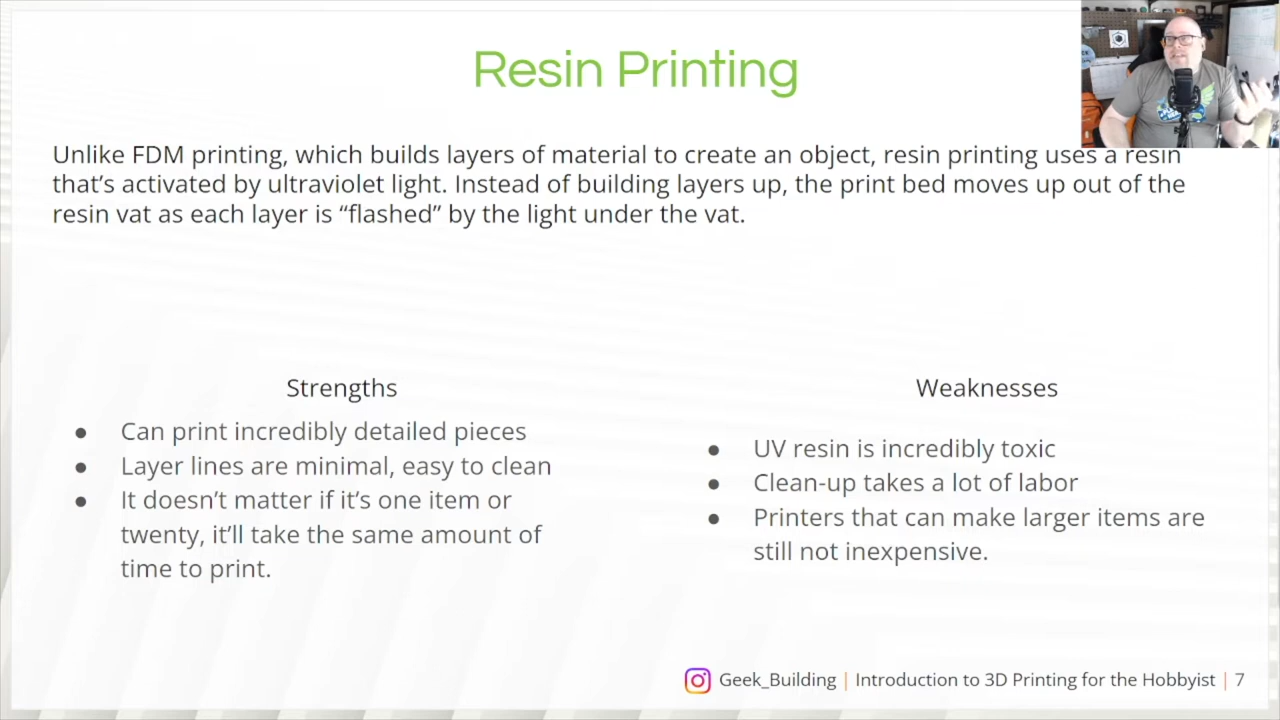 Resin Printing
Unlike FDM printing, which builds layers of material to create an object, resin printing uses a resin
that’s activated by ultraviolet light. Instead of building layers up, the print bed moves up out of the
resin vat as each layer is “flashed” by the light under the vat.
Strengths
● Can print incredibly detailed pieces
● Layer lines are minimal, easy to clean
● It doesn’t matter if it’s one item or
twenty, it’ll take the same amount of
time to print.
Weaknesses
● UV resin is incredibly toxic
● Clean-up takes a lot of labor
● Printers that can make larger items are
still not inexpensive.
Geek_Building | Introduction to 3D Printing for the Hobbyist | 7